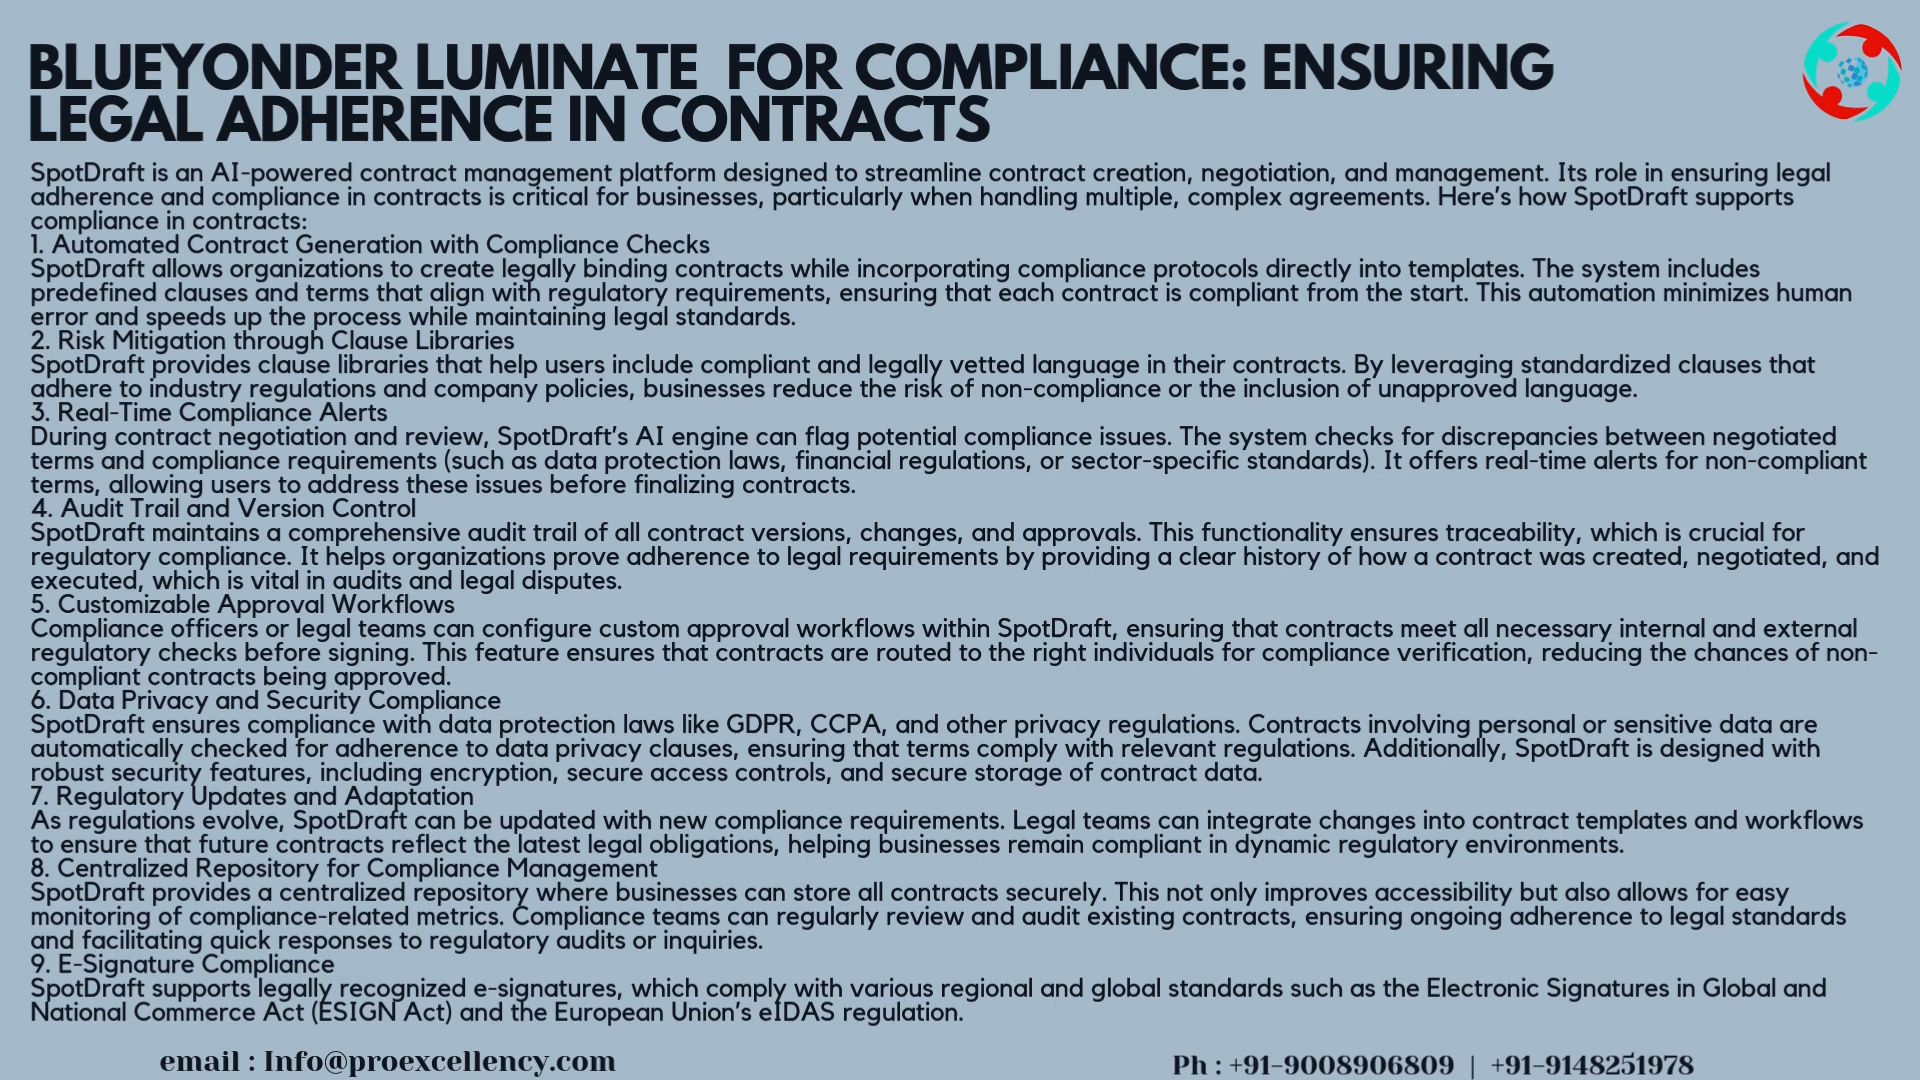 BLUEYONDER LUMINATE  FOR COMPLIANCE: ENSURING
LEGAL ADHERENCE IN CONTRACTS
SpotDraft is an AI-powered contract management platform designed to streamline contract creation, negotiation, and management. Its role in ensuring legal
adherence and compliance in contracts is critical for businesses, particularly when handling multiple, complex agreements. Here’s how SpotDraft supports
compliance in contracts:
1. Automated Contract Generation with Compliance Checks
SpotDraft allows organizations to create legally binding contracts while incorporating compliance protocols directly into templates. The system includes
predefined clauses and terms that align with regulatory requirements, ensuring that each contract is compliant from the start. This automation minimizes human
error and speeds up the process while maintaining legal standards.
2. Risk Mitigation through Clause Libraries
SpotDraft provides clause libraries that help users include compliant and legally vetted language in their contracts. By leveraging standardized clauses that
adhere to industry regulations and company policies, businesses reduce the risk of non-compliance or the inclusion of unapproved language.
3. Real-Time Compliance Alerts
During contract negotiation and review, SpotDraft’s AI engine can flag potential compliance issues. The system checks for discrepancies between negotiated
terms and compliance requirements (such as data protection laws, financial regulations, or sector-specific standards). It offers real-time alerts for non-compliant
terms, allowing users to address these issues before finalizing contracts.
4. Audit Trail and Version Control
SpotDraft maintains a comprehensive audit trail of all contract versions, changes, and approvals. This functionality ensures traceability, which is crucial for
regulatory compliance. It helps organizations prove adherence to legal requirements by providing a clear history of how a contract was created, negotiated, and
executed, which is vital in audits and legal disputes.
5. Customizable Approval Workflows
Compliance officers or legal teams can configure custom approval workflows within SpotDraft, ensuring that contracts meet all necessary internal and external
regulatory checks before signing. This feature ensures that contracts are routed to the right individuals for compliance verification, reducing the chances of non-
compliant contracts being approved.
6. Data Privacy and Security Compliance
SpotDraft ensures compliance with data protection laws like GDPR, CCPA, and other privacy regulations. Contracts involving personal or sensitive data are
automatically checked for adherence to data privacy clauses, ensuring that terms comply with relevant regulations. Additionally, SpotDraft is designed with
robust security features, including encryption, secure access controls, and secure storage of contract data.
7. Regulatory Updates and Adaptation
As regulations evolve, SpotDraft can be updated with new compliance requirements. Legal teams can integrate changes into contract templates and workflows
to ensure that future contracts reflect the latest legal obligations, helping businesses remain compliant in dynamic regulatory environments.
8. Centralized Repository for Compliance Management
SpotDraft provides a centralized repository where businesses can store all contracts securely. This not only improves accessibility but also allows for easy
monitoring of compliance-related metrics. Compliance teams can regularly review and audit existing contracts, ensuring ongoing adherence to legal standards
and facilitating quick responses to regulatory audits or inquiries.
9. E-Signature Compliance
SpotDraft supports legally recognized e-signatures, which comply with various regional and global standards such as the Electronic Signatures in Global and
National Commerce Act (ESIGN Act) and the European Union’s eIDAS regulation.
email : Info@proexcellency.com
Ph : +91-9008906809 | +91-9148251978